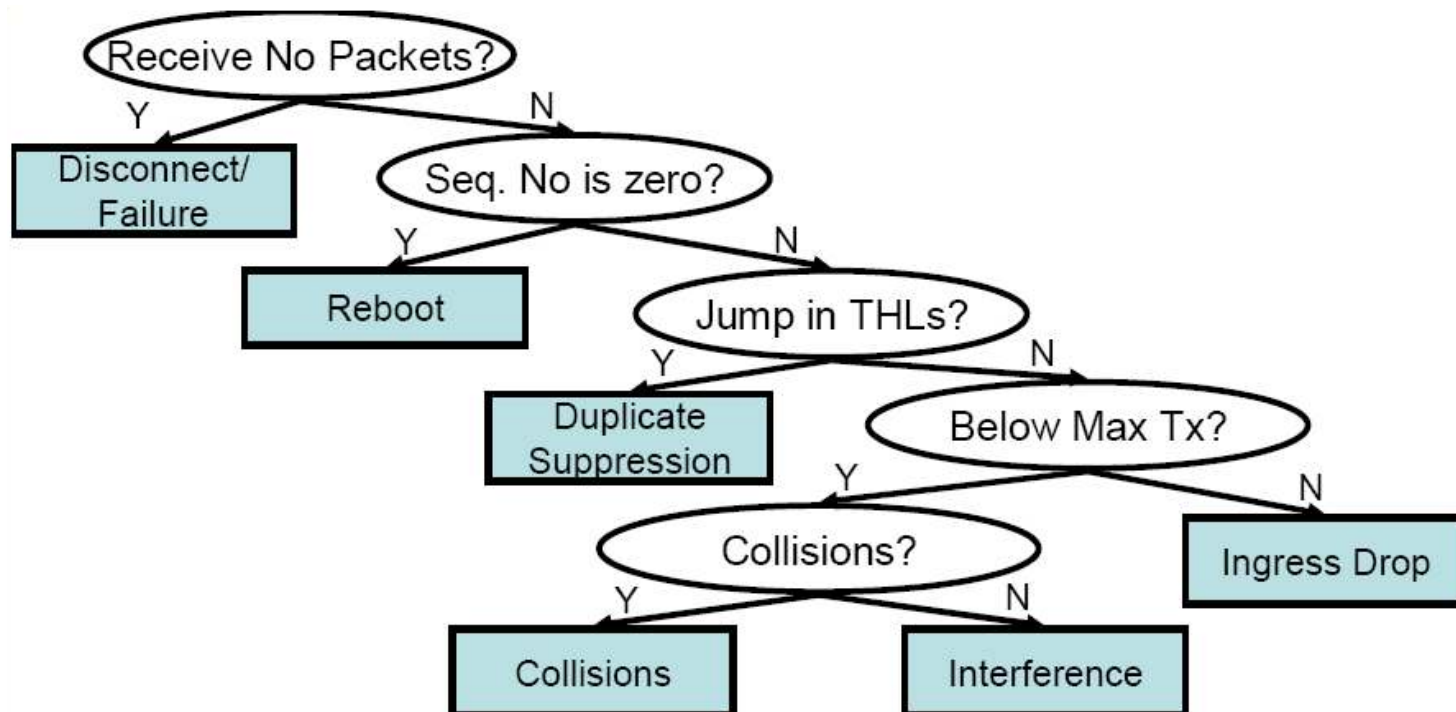 Receive No Packets?
Y
N
Disconnect/
Failure
Seq. No is zero?
Y
N
Reboot
Jump in THLs?
Y
N
Duplicate
Suppression
Below Max Tx?
Y
N
Collisions?
Ingress Drop
Y
N
Collisions
Interference